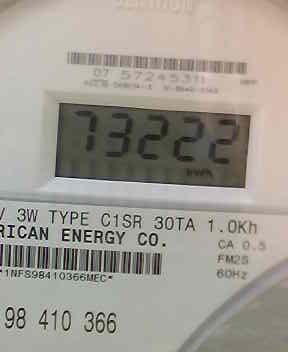 07 57245311
73222
kWh
V 3W TYPE C1SR 30TA 1.0Kh
RICAN ENERGY CO.
CA 0.5
FM2S
60Hz
*1NFS98410366MEC*
98 410 366